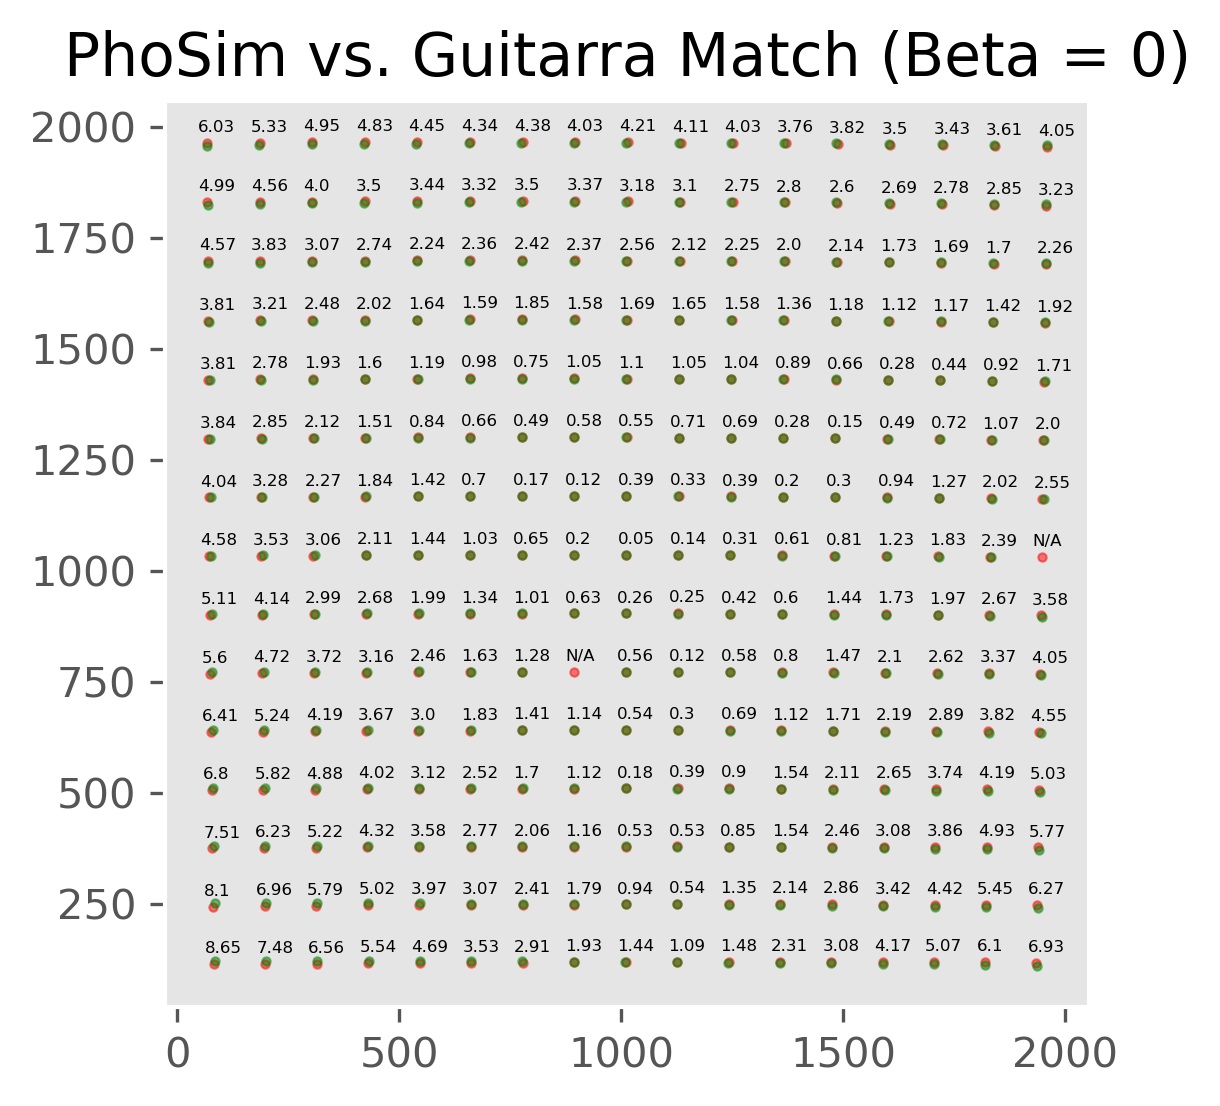 PhoSim vs. Guitarra Match (Beta = 0)
2000
6.03 5.33 4.95 4.83 4.45 4.34 4.38 4.03 4.21 4.11 4.03 3.76 3.82 3.5 3.43 3.61 4.05
4.99 4.56 4.0 3.5 3.44 3.32 3.5 3.37 3.18 3.1 2.75 2.8 2.6 2.69 2.78 2.85 3.23
1750
4.57 3.83 3.07 2.74 2.24 2.36 2.42 2.37 2.56 2.12 2.25 2.0 2.14 1.73 1.69 1.7 2.26
3.81 3.21 2.48 2.02 1.64 1.59 1.85 1.58 1.69 1.65 1.58 1.36 1.18 1.12 1.17 1.42 1.92
1500
3.81 2.78 1.93 1.6 1.19 0.98 0.75 1.05 1.1 1.05 1.04 0.89 0.66 0.28 0.44 0.92 1.71
3.84 2.85 2.12 1.51 0.84 0.66 0.49 0.58 0.55 0.71 0.69 0.28 0.15 0.49 0.72 1.07 2.0
1250
4.04 3.28 2.27 1.84 1.42 0.7 0.17 0.12 0.39 0.33 0.39 0.2 0.3 0.94 1.27 2.02 2.55
4.58 3.53 3.06 2.11 1.44 1.03 0.65 0.2 0.05 0.14 0.31 0.61 0.81 1.23 1.83 2.39 N/A
1000
5.11 4.14 2.99 2.68 1.99 1.34 1.01 0.63 0.26 0.25 0.42 0.6 1.44 1.73 1.97 2.67 3.58
5.6 4.72 3.72 3.16 2.46 1.63 1.28 N/A 0.56 0.12 0.58 0.8 1.47 2.1 2.62 3.37 4.05
750
6.41 5.24 4.19 3.67 3.0 1.83 1.41 1.14 0.54 0.3 0.69 1.12 1.71 2.19 2.89 3.82 4.55
6.8 5.82 4.88 4.02 3.12 2.52 1.7 1.12 0.18 0.39 0.9 1.54 2.11 2.65 3.74 4.19 5.03
500
7.51 6.23 5.22 4.32 3.58 2.77 2.06 1.16 0.53 0.53 0.85 1.54 2.46 3.08 3.86 4.93 5.77
8.1 6.96 5.79 5.02 3.97 3.07 2.41 1.79 0.94 0.54 1.35 2.14 2.86 3.42 4.42 5.45 6.27
250
8.65 7.48 6.56 5.54 4.69 3.53 2.91 1.93 1.44 1.09 1.48 2.31 3.08 4.17 5.07 6.1 6.93
0 500 1000 1500 2000